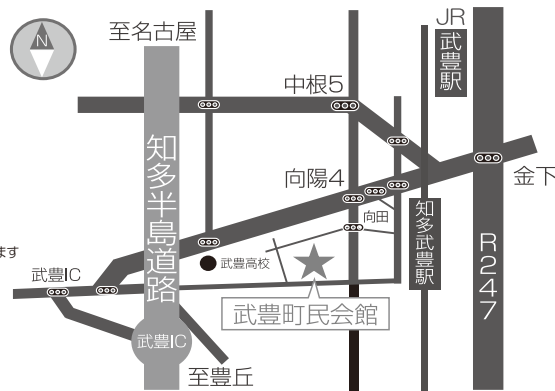 N
至名古屋
JR
武豊駅
中根5
知多半島道路
向陽4
金下
向田
ます
武豊IC
武豊高校
知多武豊駅
R247
武豊町民会館
武豊IC
至豊丘